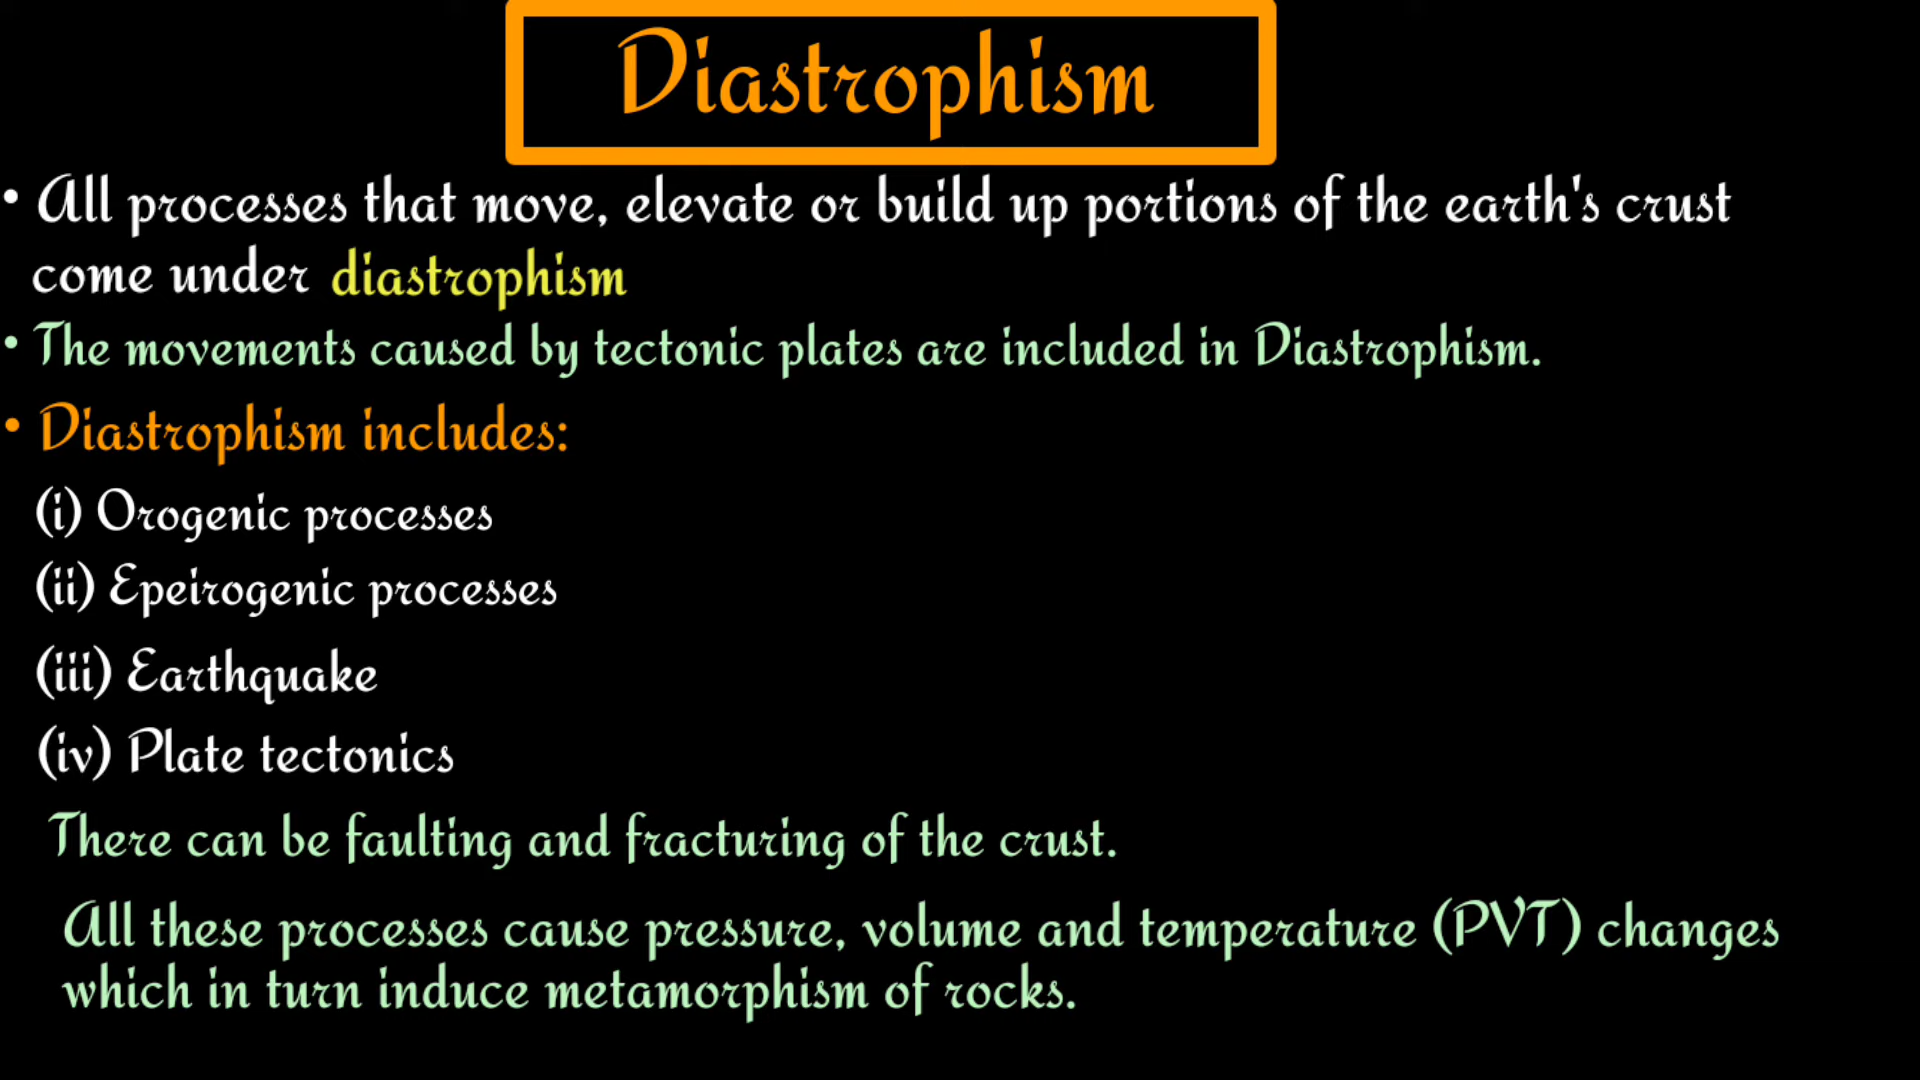 Diastrophism
• All processes that move, elevate or build up portions of the earth's crust
come under diastrophism
• The movements caused by tectonic plates are included in Diastrophism.
• Diastrophism includes:
(i) Orogenic processes
(ii) Epeirogenic processes
(iii) Earthquake
(iv) Plate tectonics
There can be faulting and fracturing of the crust.
All these processes cause pressure, volume and temperature (PVT) changes
which in turn induce metamorphism of rocks.